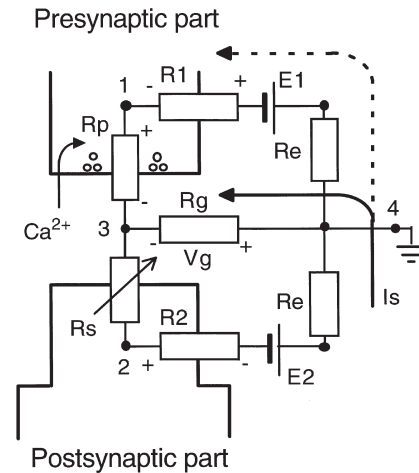 Presynaptic part
1 - R1 + E1
Rp + Re
-
Ca2+ 3 Rg 4
- Vg +
Rs Re Is
R2
2 + - E2
Postsynaptic part